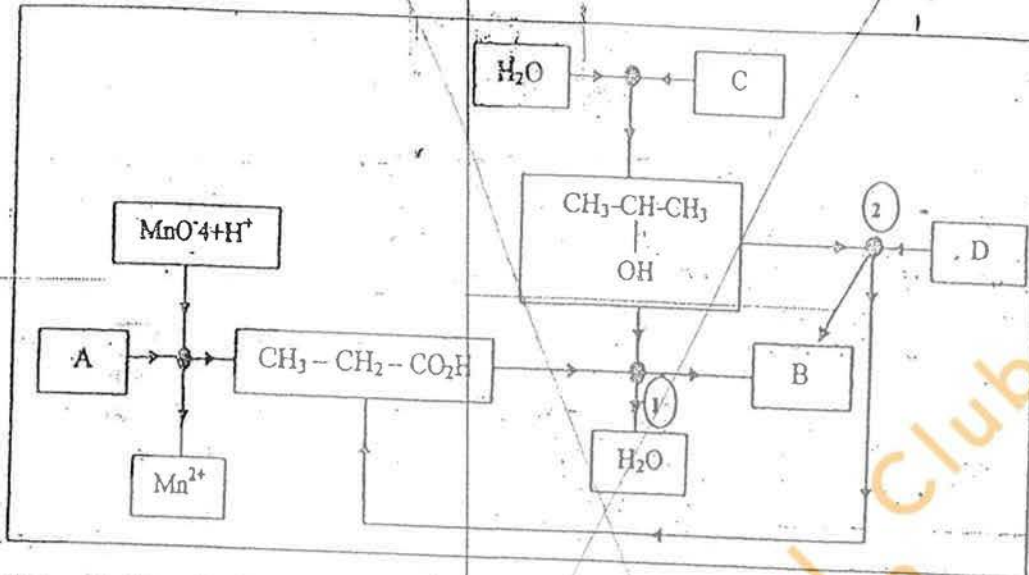 H₂O
C
CH₃-CH-CH₃
|
OH
2
D
MnO⁻4+H⁺
A
CH₃ – CH₂ – CO₂H
B
1
H₂O
Mn²⁺
Club